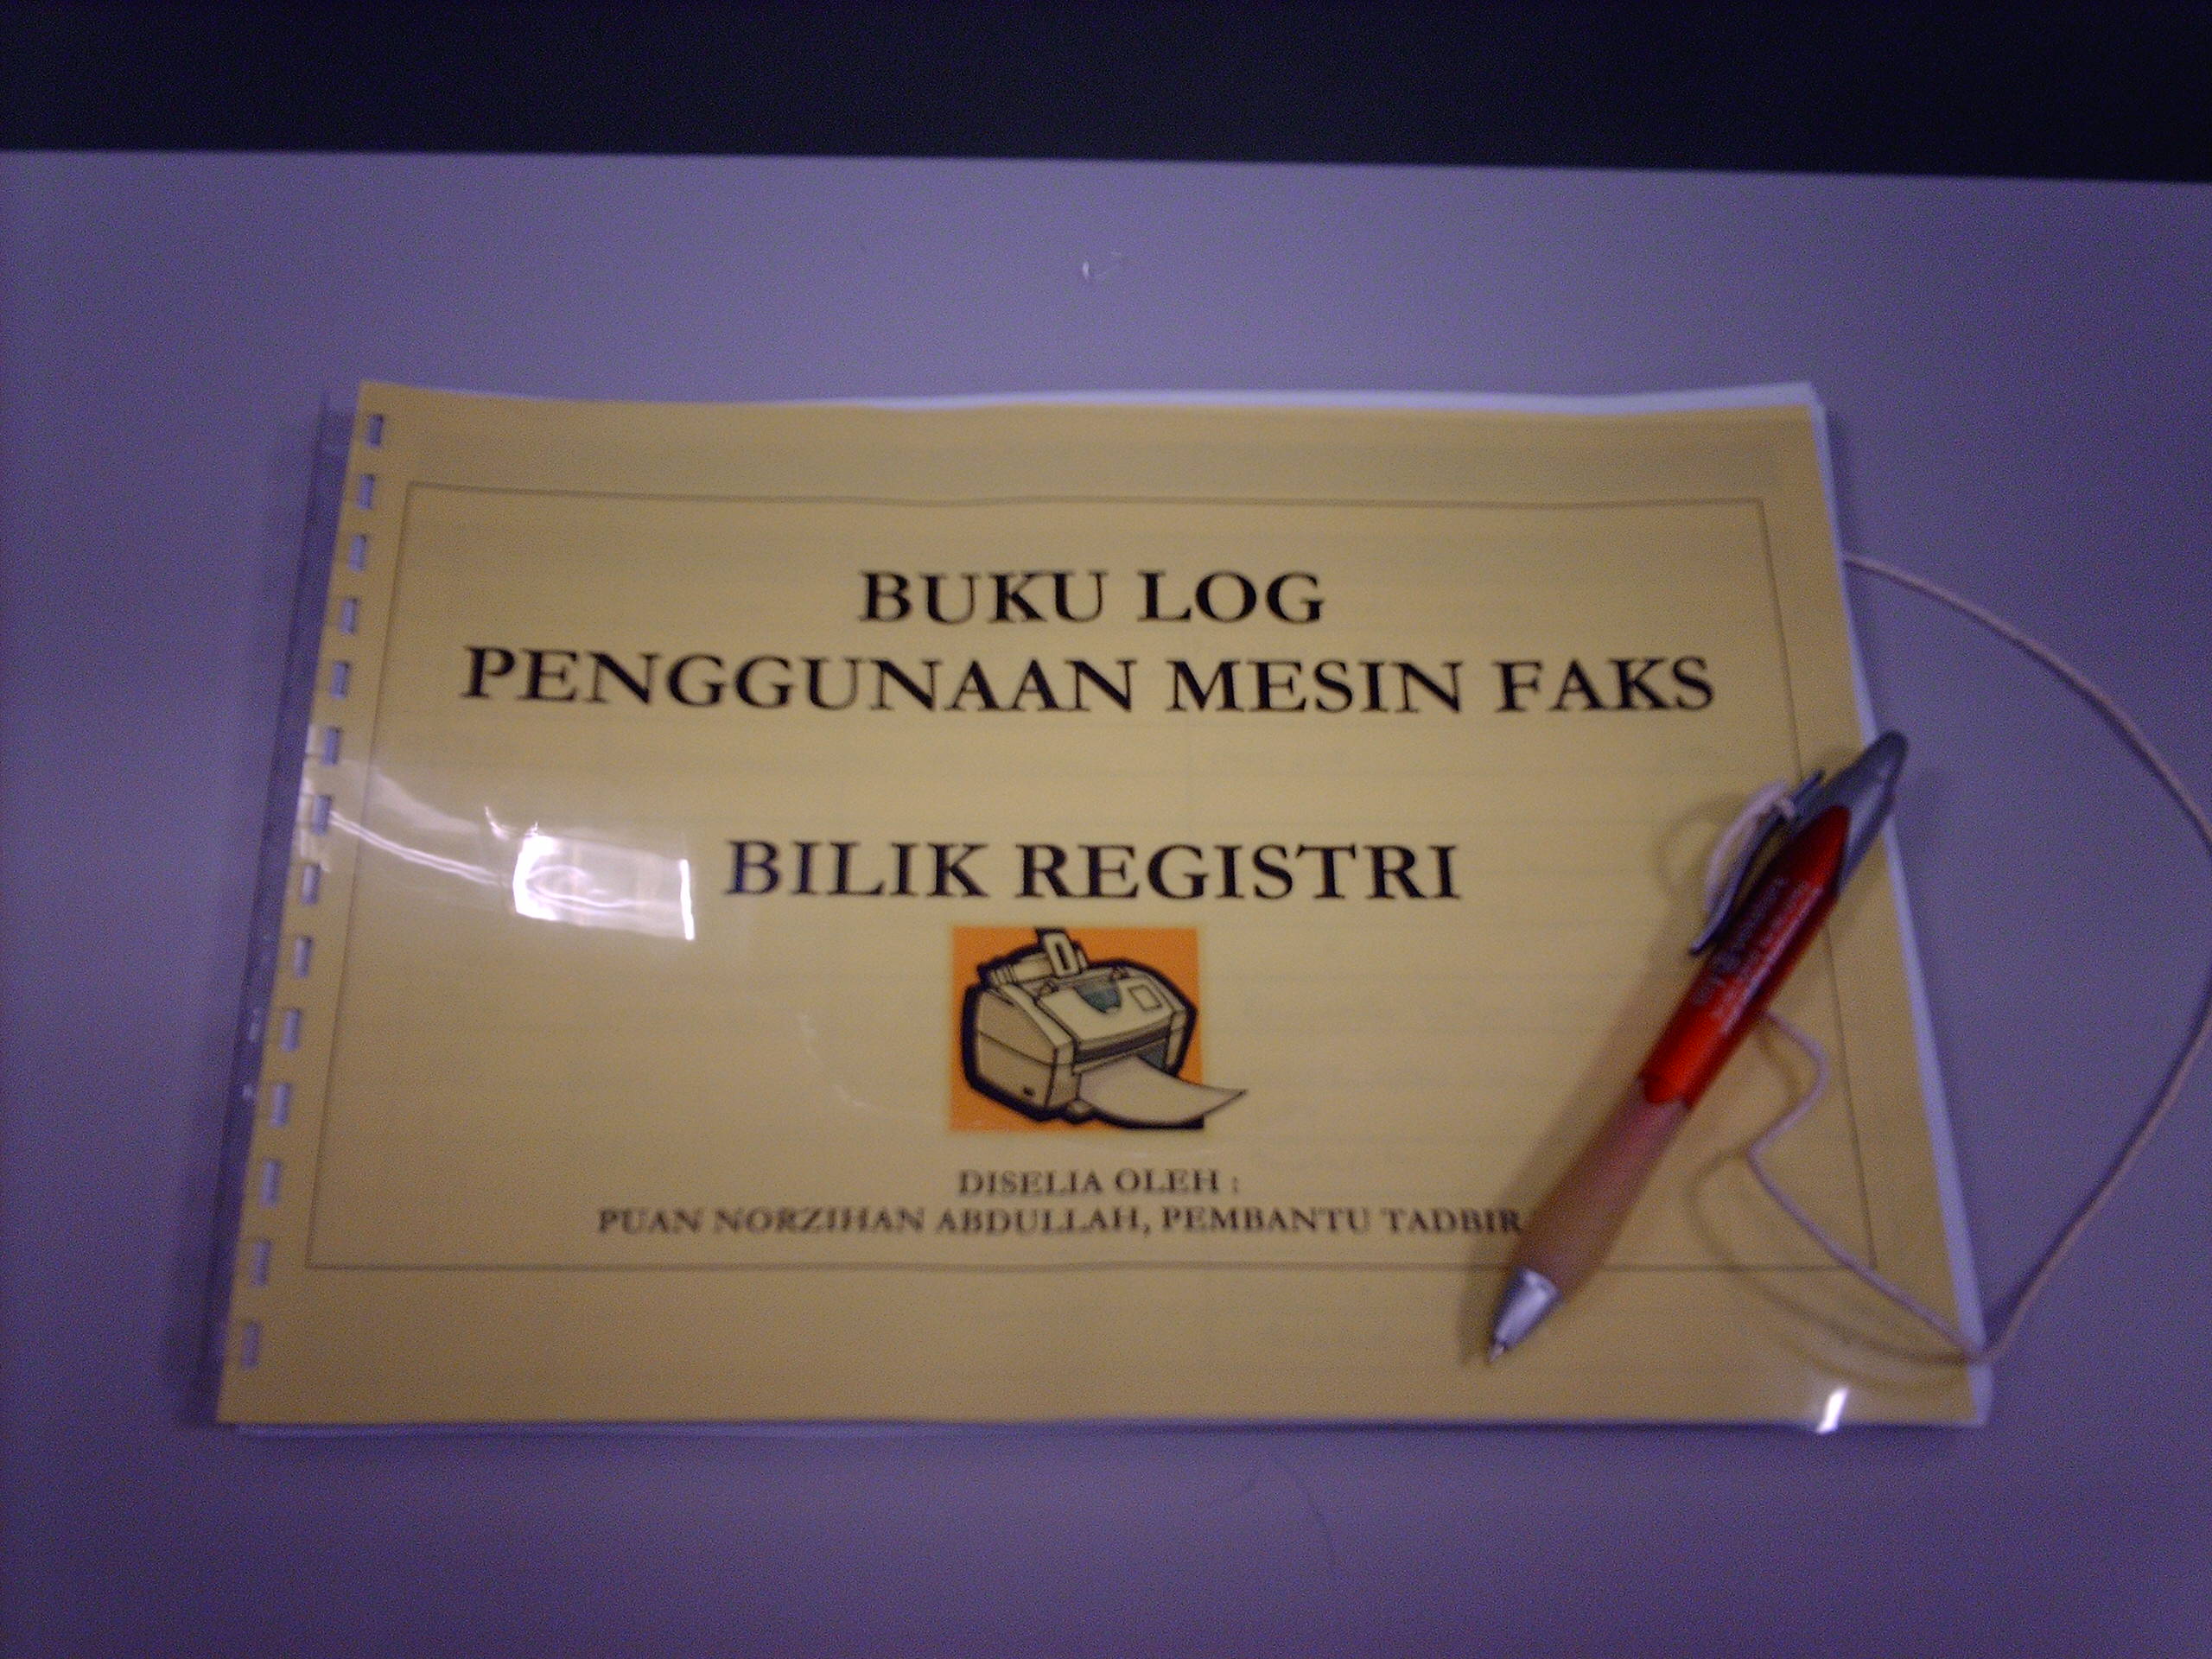 BUKU LOG
PENGGUNAAN MESIN FAKS
BILIK REGISTRI
DISELIA OLEH :
PUAN NORZIHAN ABDULLAH, PEMBANTU TADBIR